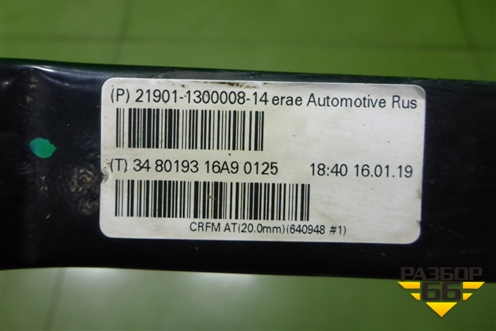 (P) 21901-1300008-14 erae Automotive Rus
(T) 34 80193 16A9 0125 18:40 16.01.19
CRFM AT(20.0mm)(640948 #1)
РАЗБОР
66